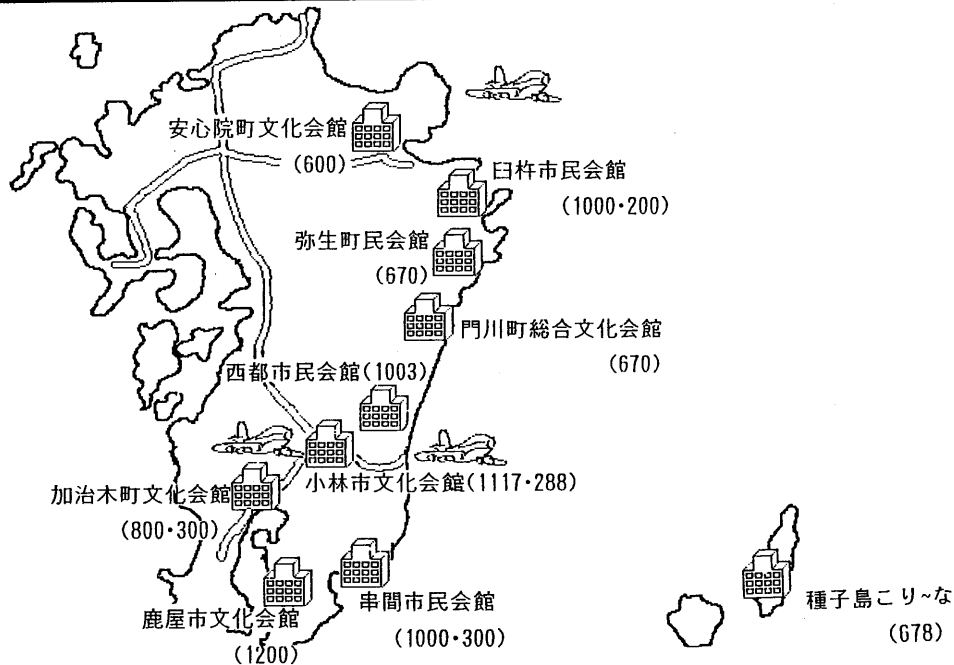 安心院町文化会館
(600)
臼杵市民会館
(1000・200)
弥生町民会館
(670)
門川町総合文化会館
(670)
西都市民会館(1003)
小林市文化会館(1117・288)
加治木町文化会館
(800・300)
鹿屋市文化会館
(1200)
串間市民会館
(1000・300)
種子島こり~な
(678)